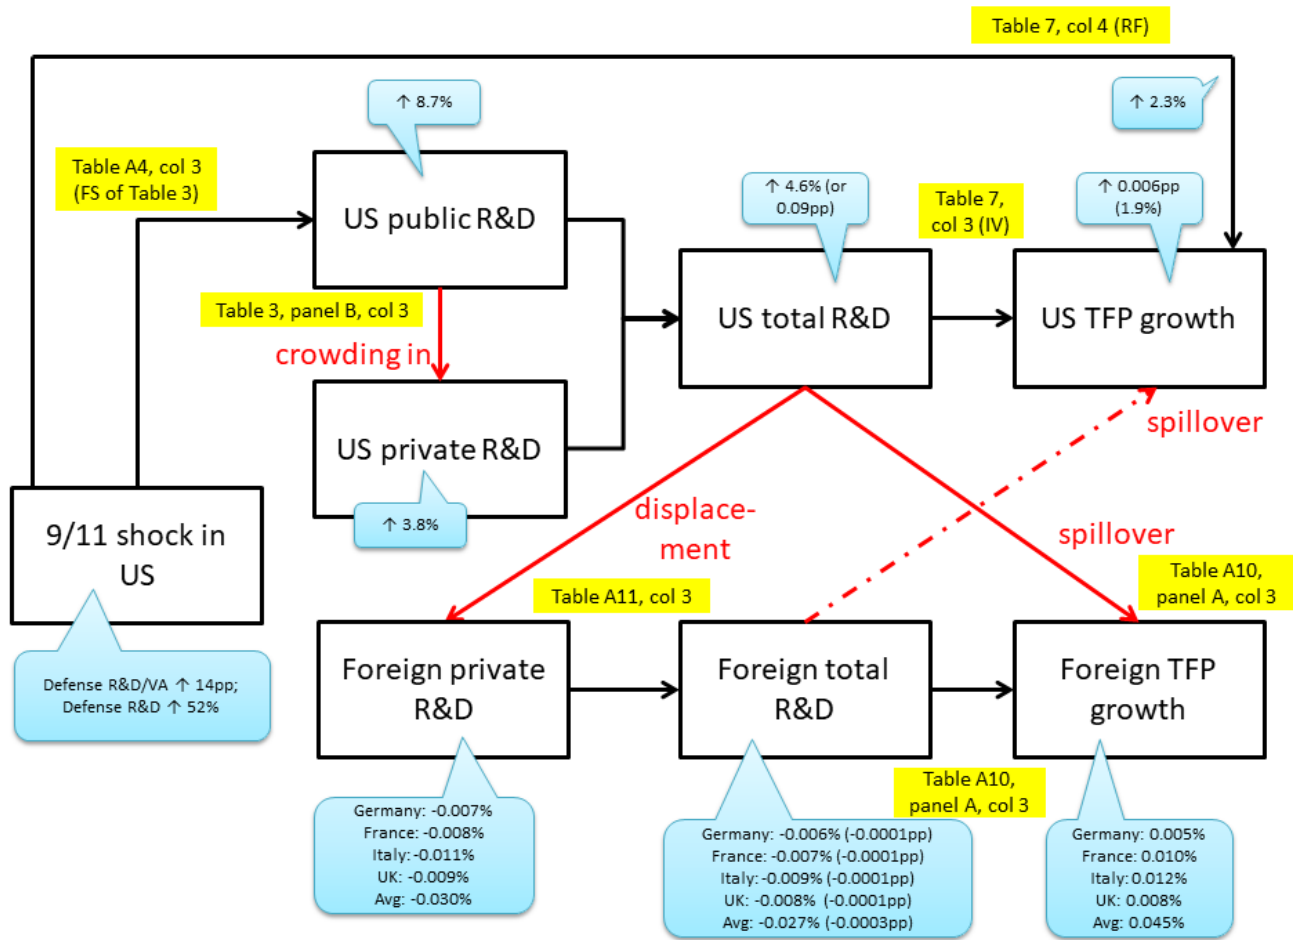 Table 7, col 4 (RF)
↑ 8.7%
↑ 2.3%
Table A4, col 3
(FS of Table 3)
US public R&D
↑ 4.6% (or
0.09pp)
Table 7,
col 3 (IV)
↑ 0.006pp
(1.9%)
Table 3, panel B, col 3
crowding in
US total R&D
US TFP growth
US private R&D
↑ 3.8%
spillover
9/11 shock in
US
displace-
ment
spillover
Table A11, col 3
Table A10,
panel A, col 3
Defense R&D/VA ↑ 14pp;
Defense R&D ↑ 52%
Foreign private
R&D
Foreign total
R&D
Foreign TFP
growth
Table A10,
panel A, col 3
Germany: -0.007%
France: -0.008%
Italy: -0.011%
UK: -0.009%
Avg: -0.030%
Germany: -0.006% (-0.0001pp)
France: -0.007% (-0.0001pp)
Italy: -0.009% (-0.0001pp)
UK: -0.008% (-0.0001pp)
Avg: -0.027% (-0.0003pp)
Germany: 0.005%
France: 0.010%
Italy: 0.012%
UK: 0.008%
Avg: 0.045%